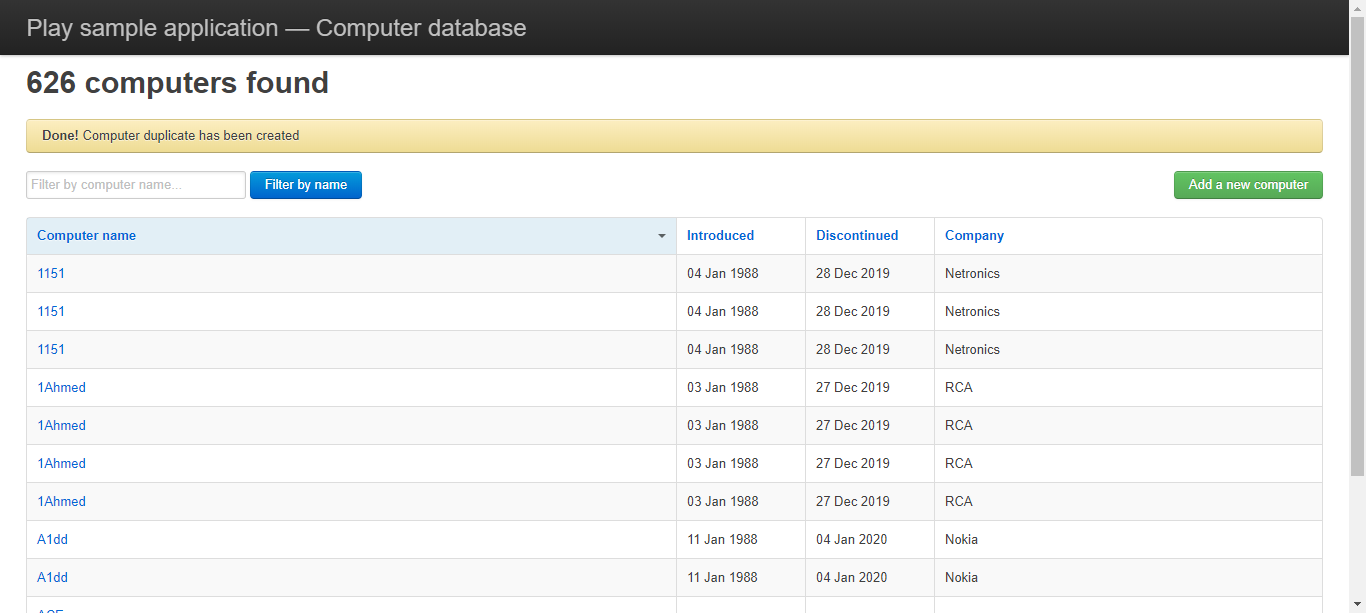 Play sample application — Computer database
626 computers found
Done! Computer duplicate has been created
Filter by computer name... Filter by name Add a new computer
Computer name Introduced Discontinued Company
1151 04 Jan 1988 28 Dec 2019 Netronics
1151 04 Jan 1988 28 Dec 2019 Netronics
1151 04 Jan 1988 28 Dec 2019 Netronics
1Ahmed 03 Jan 1988 27 Dec 2019 RCA
1Ahmed 03 Jan 1988 27 Dec 2019 RCA
1Ahmed 03 Jan 1988 27 Dec 2019 RCA
1Ahmed 03 Jan 1988 27 Dec 2019 RCA
A1dd 11 Jan 1988 04 Jan 2020 Nokia
A1dd 11 Jan 1988 04 Jan 2020 Nokia